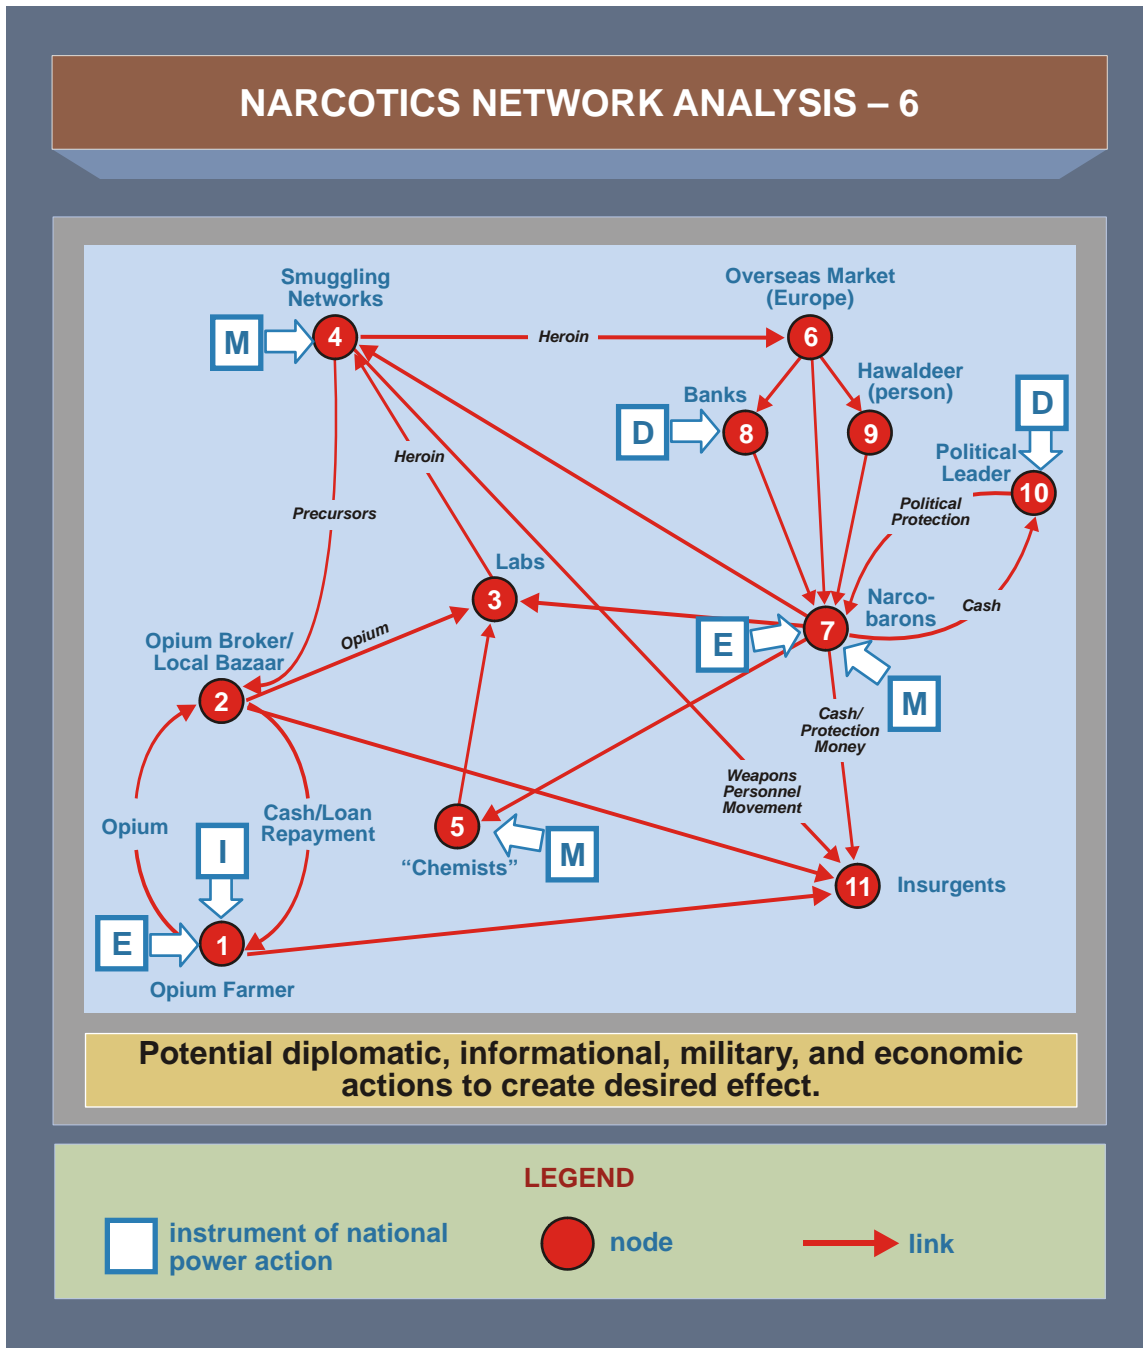 NARCOTICS NETWORK ANALYSIS – 6
Smuggling
Networks
Overseas Market
(Europe)
M
4
Heroin
6
Hawaldeer
(person)
Banks
D
D
8
9
Political
Leader
10
Heroin
Political
Protection
Precursors
Labs
3
Narco-
barons
Cash
7
E
M
Opium Broker/
Local Bazaar
Opium
2
Cash/
Protection
Money
Weapons
Personnel
Movement
Opium
Cash/Loan
Repayment
5
“Chemists”
M
I
11
Insurgents
E
1
Opium Farmer
Potential diplomatic, informational, military, and economic
actions to create desired effect.
LEGEND
instrument of national
power action
node
link